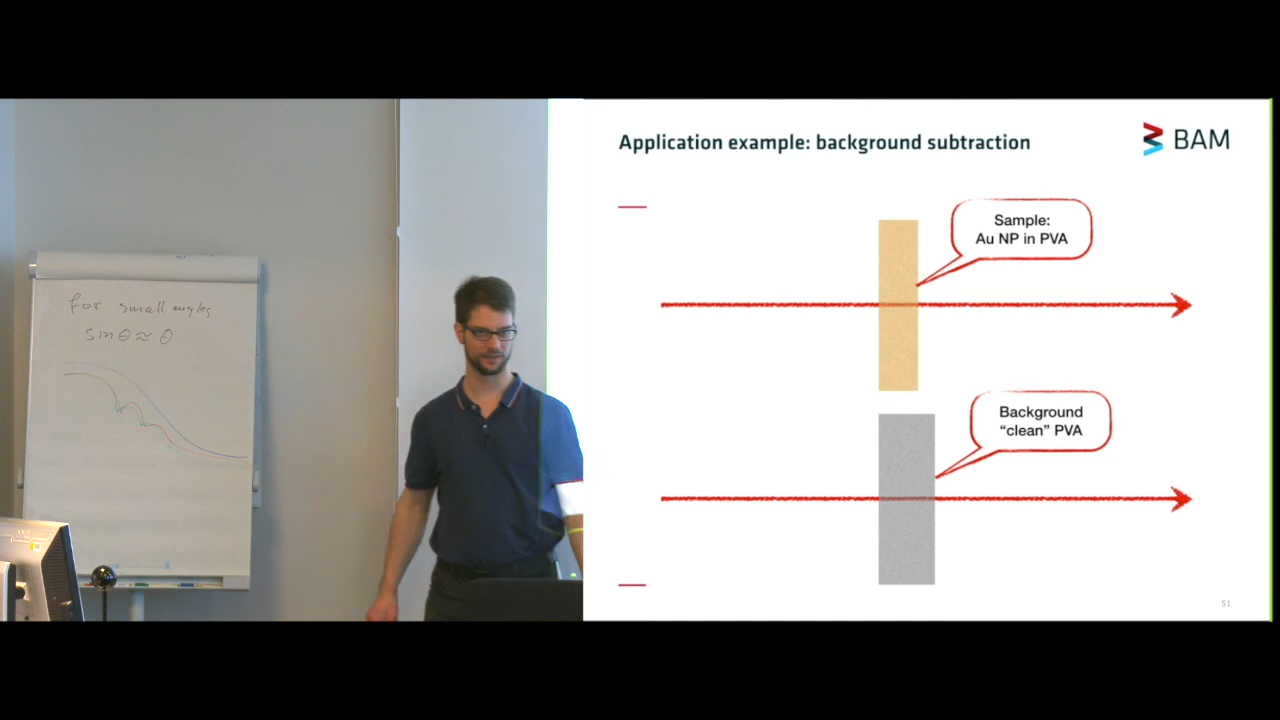 for small angles
sin θ ≈ θ
Application example: background subtraction
BAM
Sample:
Au NP in PVA
Background
“clean” PVA
51